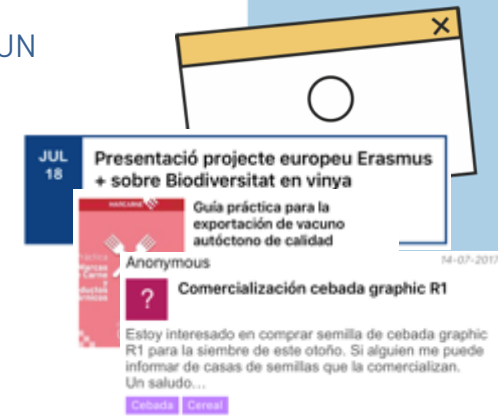 UN
JUL
18
Presentació projecte europeu Erasmus
+ sobre Biodiversitat en vinya
Guía práctica para la
exportación de vacuno
autóctono de calidad
Anonymous
14-07-2017
?
Comercialización cebada graphic R1
Estoy interesado en comprar semilla de cebada graphic
R1 para la siembre de este otoño. Si alguien me puede
informar de casas de semillas que la comercializan.
Un saludo...
Cebada Cereal